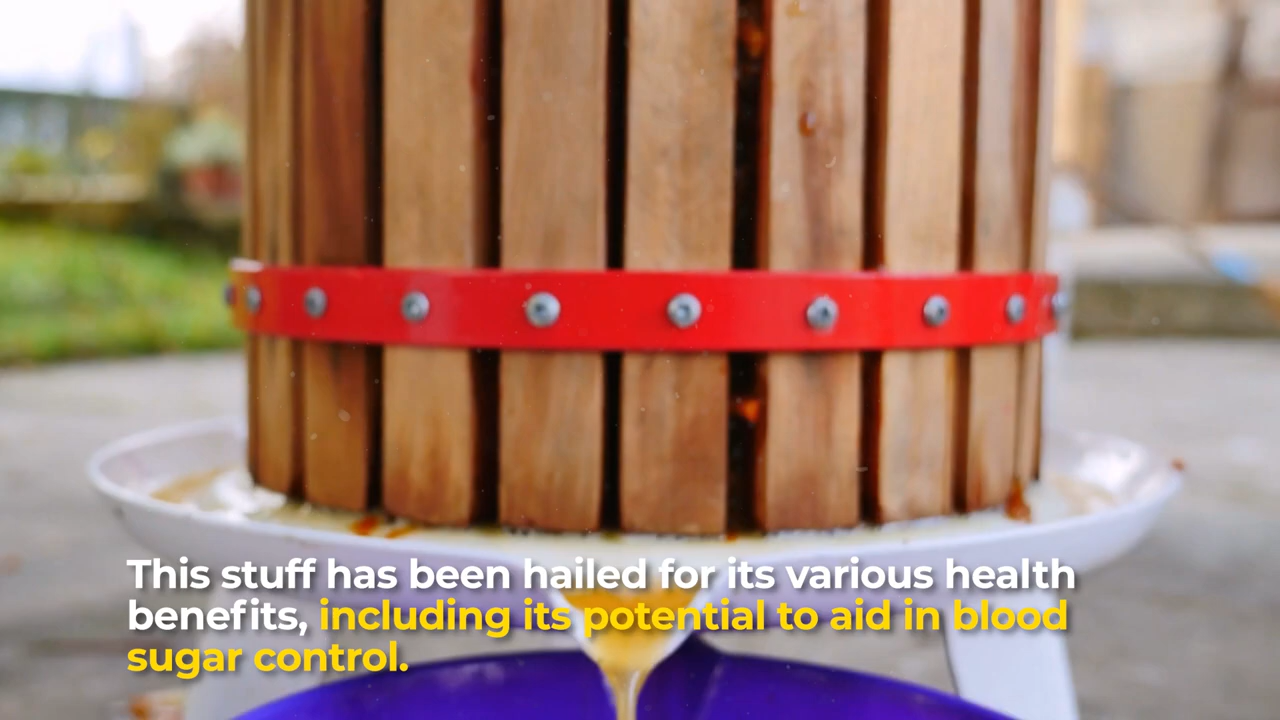 This stuff has been hailed for its various health
benefits, including its potential to aid in blood
sugar control.